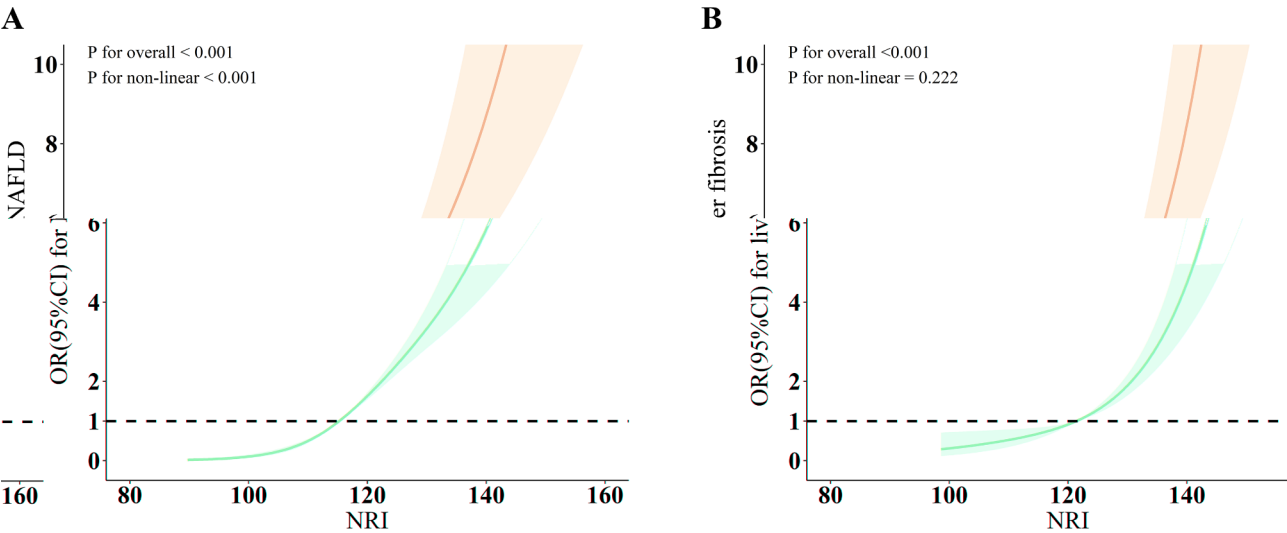 A
P for overall < 0.001
P for non-linear < 0.001
10
8
6
4
2
1
0
OR(95%CI) for
NAFLD
160
80
100
120
140
160
NRI
B
P for overall <0.001
P for non-linear = 0.222
10
8
6
4
2
1
0
OR(95%CI) for liv
er fibrosis
80
100
120
140
NRI